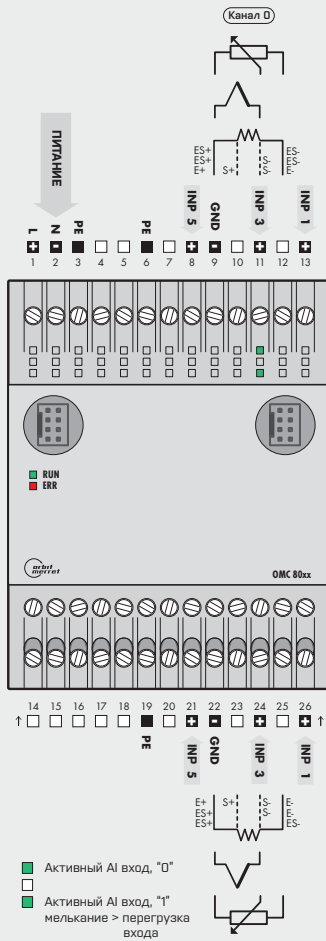 Канал 0
ПИТАНИЕ
ES+ ES-
ES+ S- ES-
E+ S+ S- E-
L N PE PE INP 5 GND INP 3 INP 1
1 2 3 4 5 6 7 8 9 10 11 12 13
RUN
ERR
orbit merret
OMC 80xx
14 15 16 17 18 19 20 21 22 23 24 25 26
PE INP 5 GND INP 3 INP 1
E+ S+ S- E-
ES+ S- E-
ES+ ES-
Активный AI вход, "0"
Активный AI вход, "1"
мелькание > перегрузка
входа